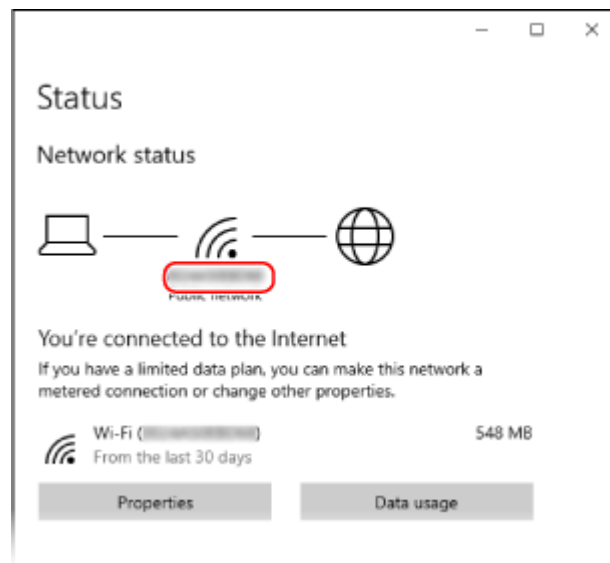 Status
Network status
Public network
You're connected to the Internet
If you have a limited data plan, you can make this network a
metered connection or change other properties.
Wi-Fi ( )
548 MB
From the last 30 days
Properties
Data usage